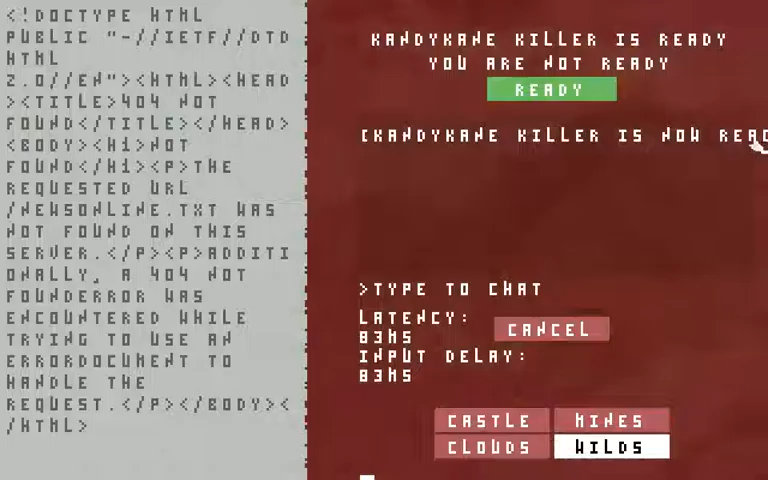 <!DOCTYPE HTML
PUBLIC "-//IETF//DTD
HTML
2.0//EN"><HTML><HEAD
><TITLE>404 NOT
FOUND</TITLE></HEAD>
<BODY><H1>NOT
FOUND</H1><P>THE
REQUESTED URL
/NEWSONLINE.TXT WAS
NOT FOUND ON THIS
SERVER.</P><P>ADDITI
ONALLY, A 404 NOT
FOUNDERROR WAS
ENCOUNTERED WHILE
TRYING TO USE AN
ERRORDOCUMENT TO
HANDLE THE
REQUEST.</P></BODY><
/HTML>
KANDYKANE KILLER IS READY
YOU ARE NOT READY
READY
[KANDYKANE KILLER IS NOW READ
>TYPE TO CHAT
LATENCY:
83MS
CANCEL
INPUT DELAY:
83MS
CASTLE MINES
CLOUDS WILDS